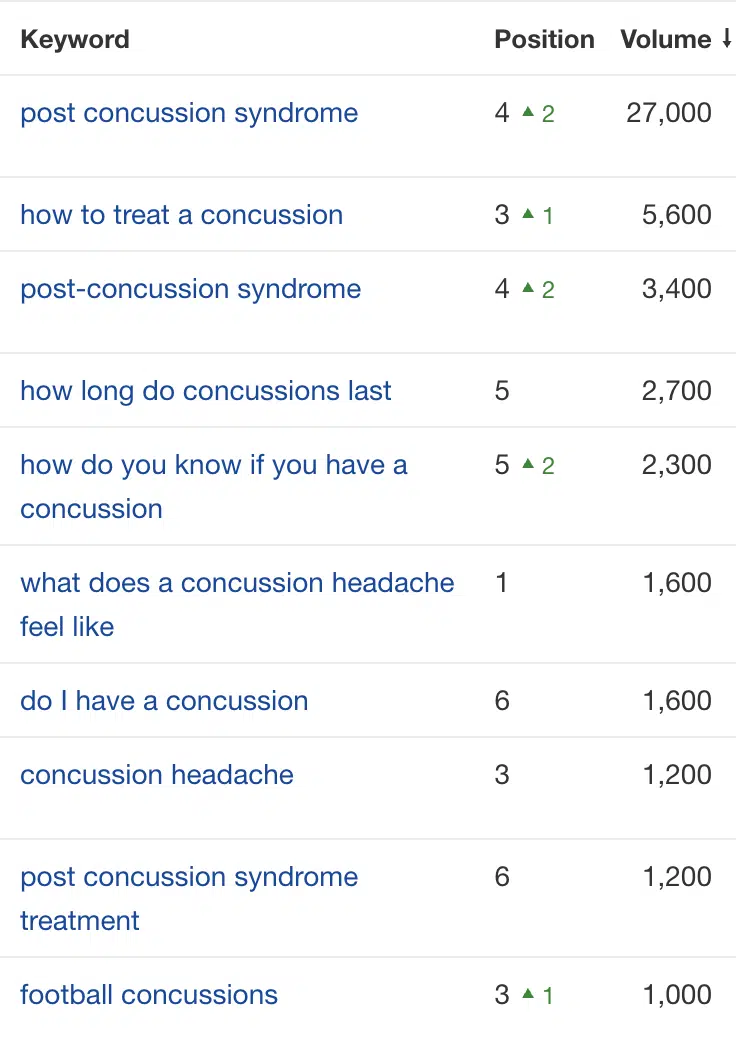 Keyword Position Volume ↓
post concussion syndrome 4 ▲ 2 27,000
how to treat a concussion 3 ▲ 1 5,600
post-concussion syndrome 4 ▲ 2 3,400
how long do concussions last 5 2,700
how do you know if you have a 5 ▲ 2 2,300
concussion
what does a concussion headache 1 1,600
feel like
do I have a concussion 6 1,600
concussion headache 3 1,200
post concussion syndrome 6 1,200
treatment
football concussions 3 ▲ 1 1,000